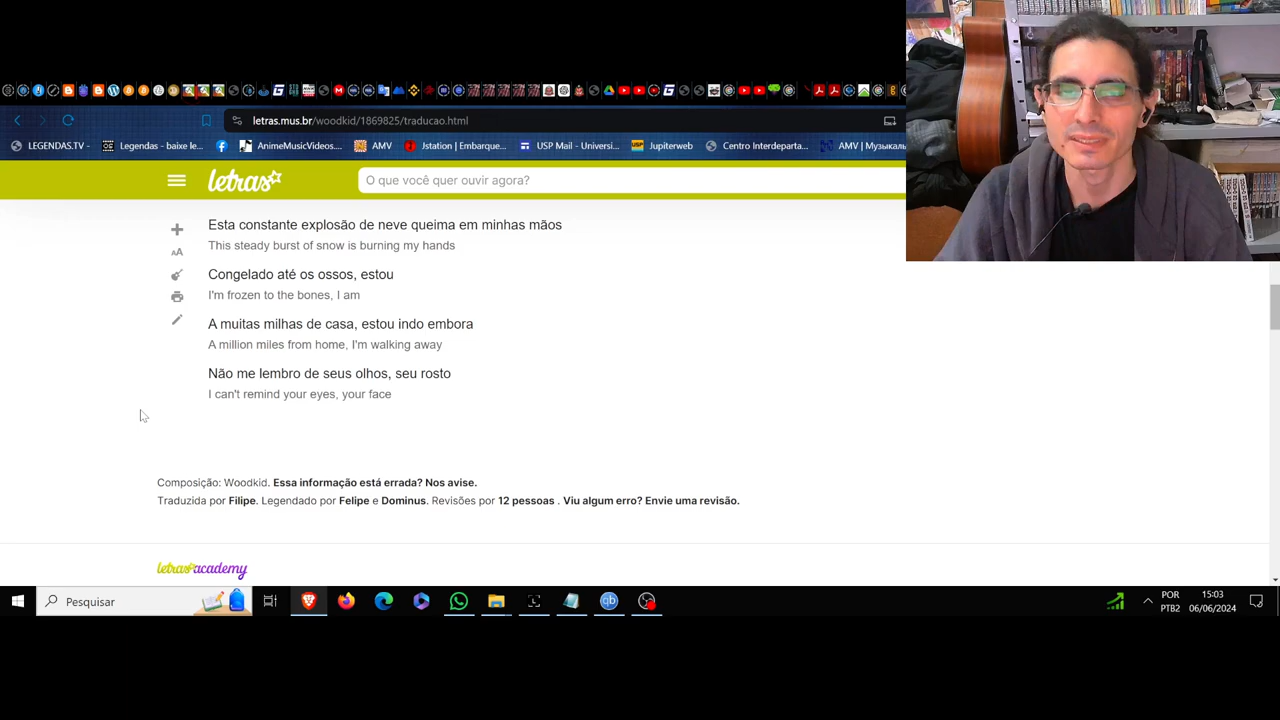 letras.mus.br/woodkid/1869825/traducao.html
LEGENDAS.TV - Legendas - baixe le... AnimeMusicVideos.... AMV Jstation | Embarque... USP Mail - Universi... Jupiterweb Centro Interdeparta... AMV | Музыкаль
letras O que você quer ouvir agora?
Esta constante explosão de neve queima em minhas mãos
This steady burst of snow is burning my hands
AA
Congelado até os ossos, estou
I'm frozen to the bones, I am
A muitas milhas de casa, estou indo embora
A million miles from home, I'm walking away
Não me lembro de seus olhos, seu rosto
I can't remind your eyes, your face
Composição: Woodkid. Essa informação está errada? Nos avise.
Traduzida por Filipe. Legendado por Felipe e Dominus. Revisões por 12 pessoas . Viu algum erro? Envie uma revisão.
letras academy
Pesquisar
POR 15:03
PTB2 06/06/2024